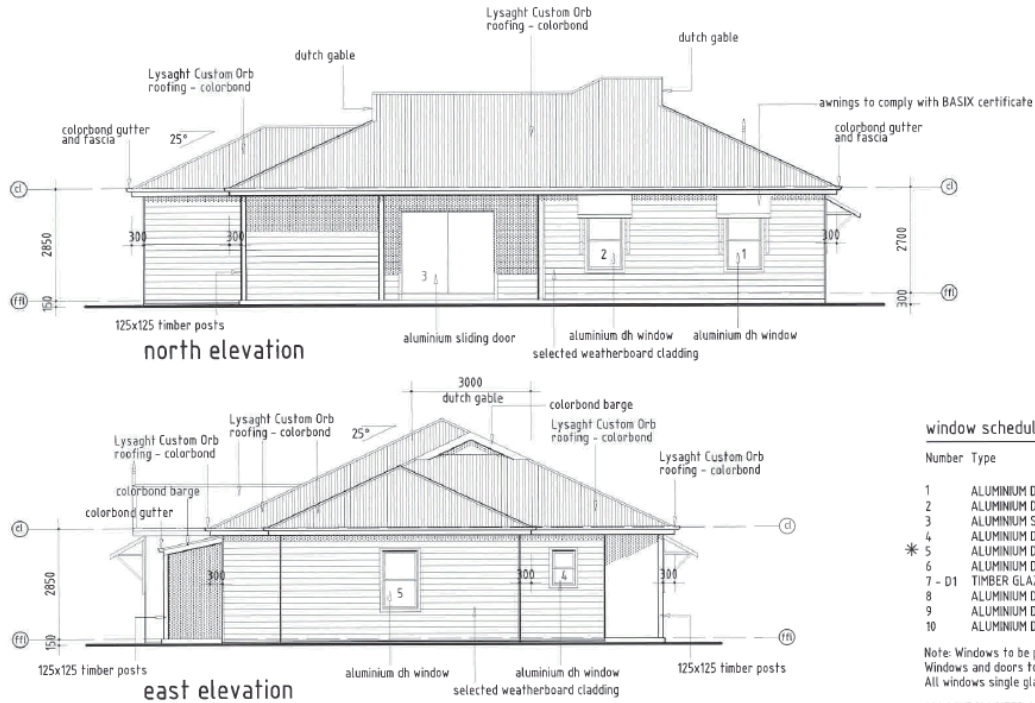 Lysaght Custom Orb
roofing - colorbond
dutch gable
dutch gable
Lysaght Custom Orb
roofing - colorbond
awnings to comply with BASIX certificate
colorbond gutter
and fascia
25°
colorbond gutter
and fascia
cl
cl
2850
300
300
300
2700
2
1
3
ffl
ffl
150
300
125x125 timber posts
aluminium sliding door
aluminium dh window
aluminium dh window
selected weatherboard cladding
north elevation
3000
dutch gable
colorbond barge
Lysaght Custom Orb
roofing - colorbond
25°
Lysaght Custom Orb
roofing - colorbond
Lysaght Custom Orb
roofing - colorbond
Lysaght Custom Orb
roofing - colorbond
colorbond barge
colorbond gutter
cl
cl
2850
300
300
300
5
4
ffl
ffl
150
125x125 timber posts
aluminium dh window
aluminium dh window
125x125 timber posts
selected weatherboard cladding
east elevation
window schedul
Number Type
1 ALUMINIUM D
2 ALUMINIUM D
3 ALUMINIUM S
4 ALUMINIUM D
* 5 ALUMINIUM D
6 ALUMINIUM D
7 - D1 TIMBER GLAZ
8 ALUMINIUM D
9 ALUMINIUM D
10 ALUMINIUM D
Note: Windows to be p
Windows and doors to
All windows single gla